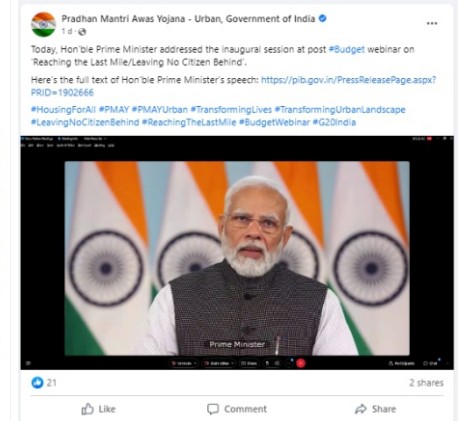 Pradhan Mantri Awas Yojana - Urban, Government of India
1 d ·
Today, Hon'ble Prime Minister addressed the inaugural session at post #Budget webinar on
'Reaching the Last Mile/Leaving No Citizen Behind'.
Here's the full text of Hon'ble Prime Minister's speech: https://pib.gov.in/PressReleasePage.aspx?
PRID=1902666
#HousingForAll #PMAY #PMAYUrban #TransformingLives #TransformingUrbanLandscape
#LeavingNoCitizenBehind #ReachingTheLastMile #BudgetWebinar #G20India
Prime Minister
21
2 shares
Like
Comment
Share